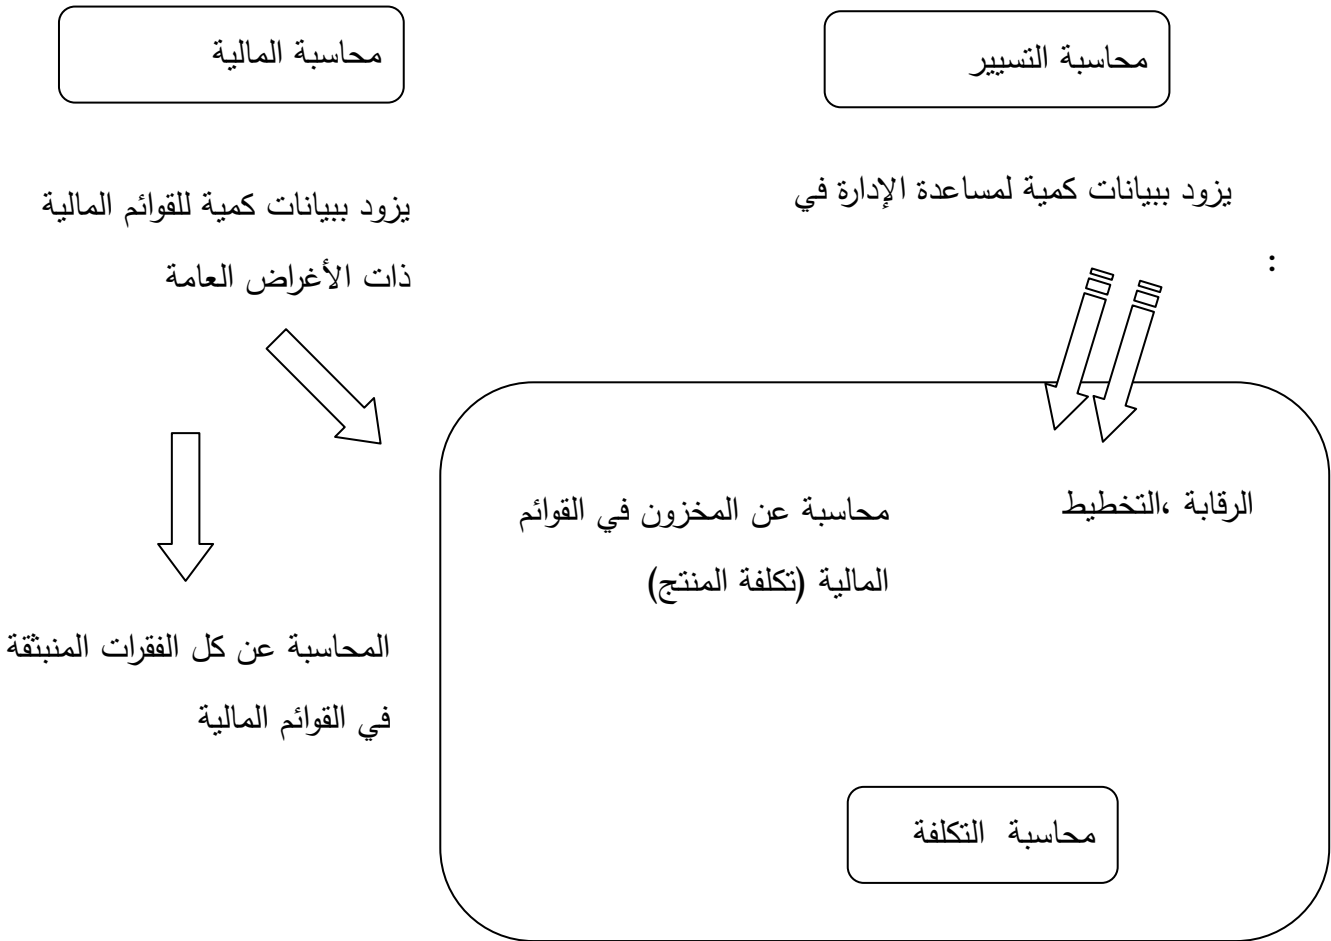 محاسبة التسيير
محاسبة المالية
يزود ببيانات كمية لمساعدة الإدارة في
:
يزود ببيانات كمية للقوائم المالية
ذات الأغراض العامة
الرقابة ،التخطيط
محاسبة عن المخزون في القوائم
المالية (تكلفة المنتج)
المحاسبة عن كل الفقرات المنبثقة
في القوائم المالية
محاسبة التكلفة